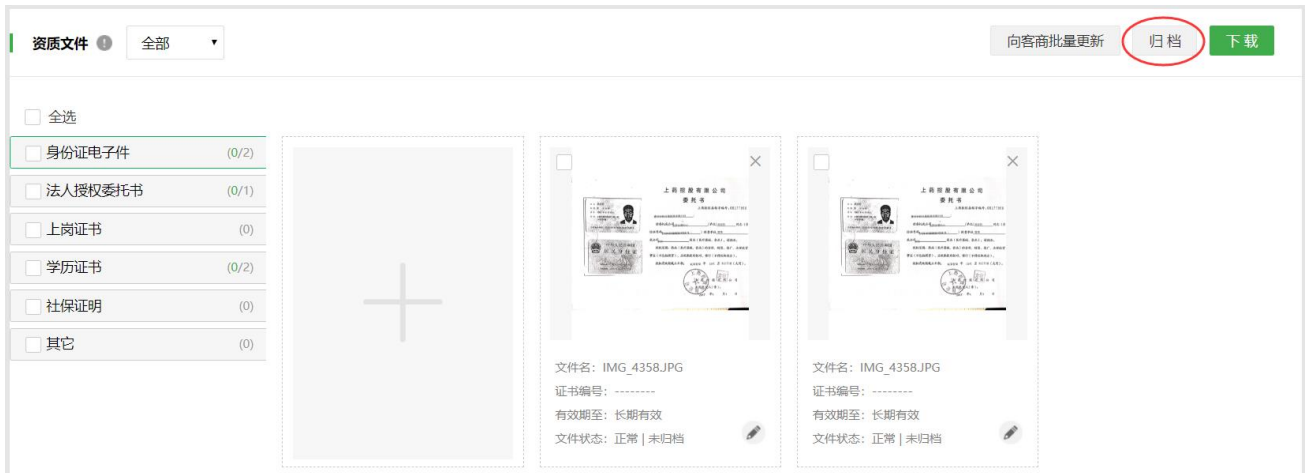 资质文件 ! 全部 ▼ 向客商批量更新 归档 下载
全选
身份证电子件 (0/2)
法人授权委托书 (0/1)
上岗证书 (0)
学历证书 (0/2)
社保证明 (0)
其它 (0)
上药控股有限公司
委托书
文件名：IMG_4358.JPG
证书编号：--------
有效期至：长期有效
文件状态：正常 | 未归档
上药控股有限公司
委托书
文件名：IMG_4358.JPG
证书编号：--------
有效期至：长期有效
文件状态：正常 | 未归档